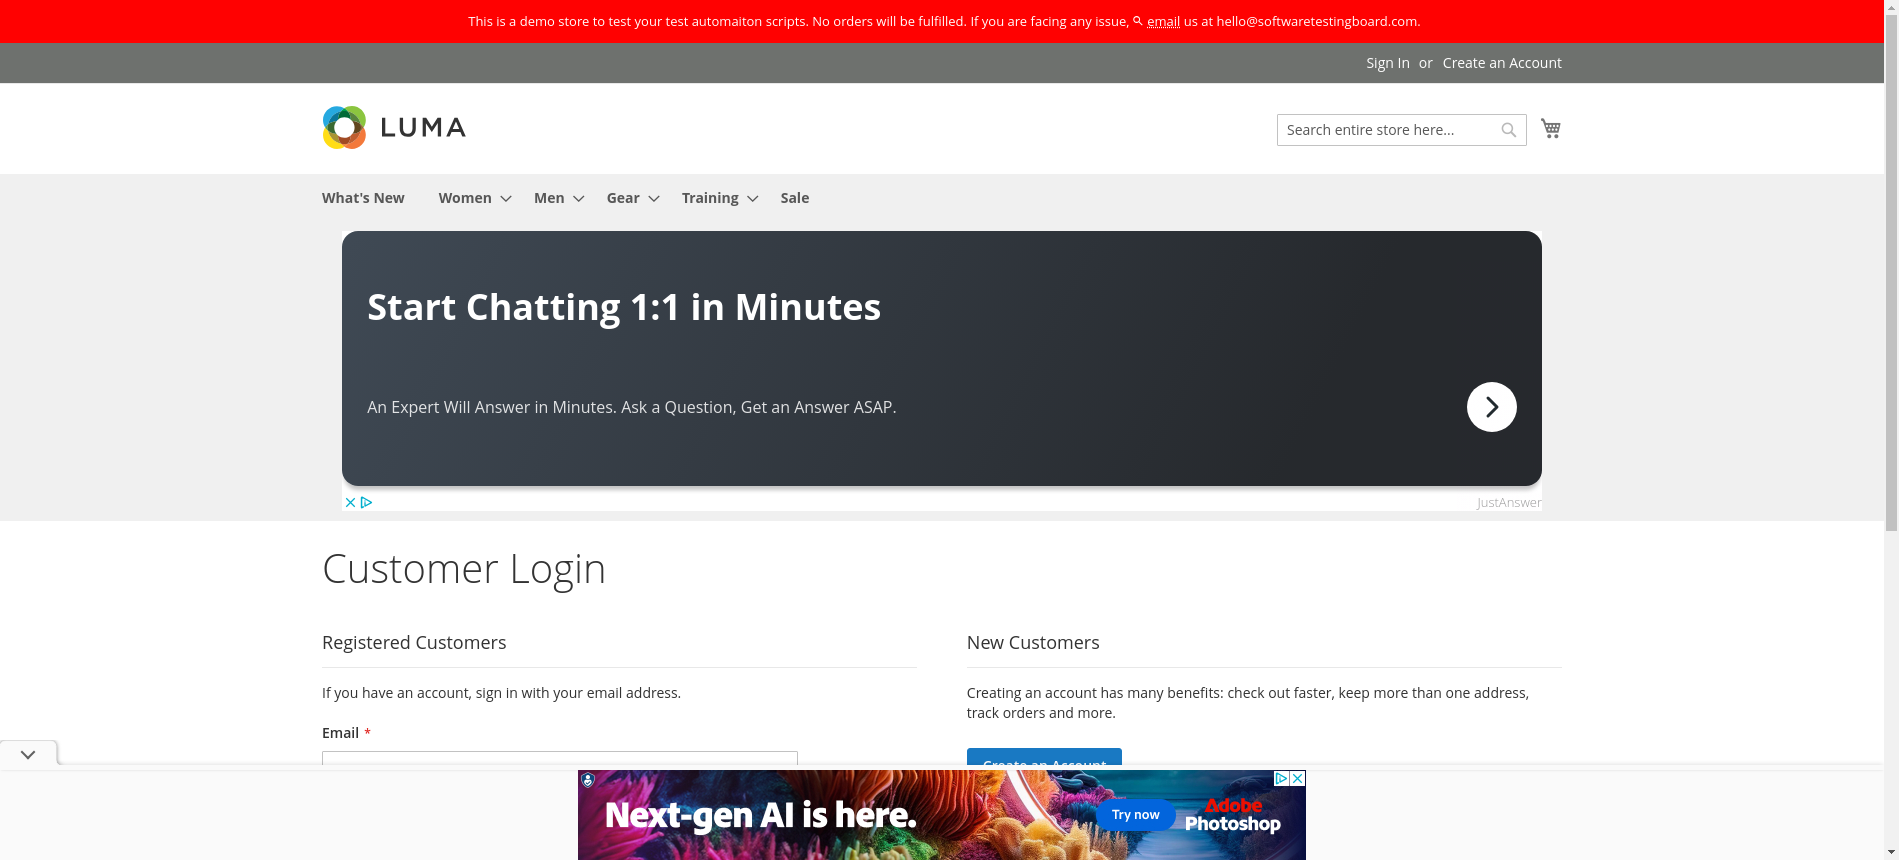 This is a demo store to test your test automaiton scripts. No orders will be fulfilled. If you are facing any issue, email us at hello@softwaretestingboard.com.
Sign In or Create an Account
LUMA
Search entire store here...
What's New Women Men Gear Training Sale
Start Chatting 1:1 in Minutes
An Expert Will Answer in Minutes. Ask a Question, Get an Answer ASAP.
JustAnswer
Customer Login
Registered Customers
If you have an account, sign in with your email address.
Email *
New Customers
Creating an account has many benefits: check out faster, keep more than one address,
track orders and more.
Create an Account
Next-gen AI is here.
Try now
Adobe
Photoshop